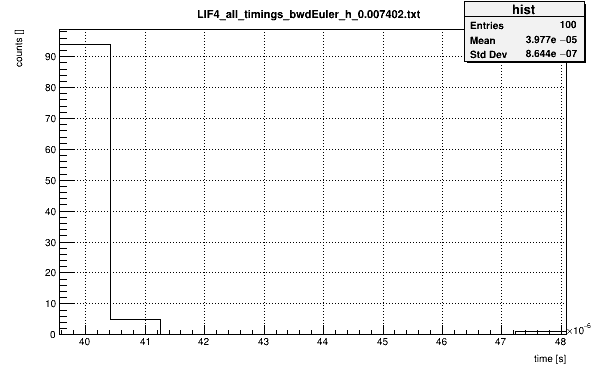 LIF4_all_timings_bwdEuler_h_0.007402.txt
hist
Entries 100
Mean 3.977e −05
Std Dev 8.644e −07
counts []
90
80
70
60
50
40
30
20
10
0
40 41 42 43 44 45 46 47 48
×10⁻⁶
time [s]